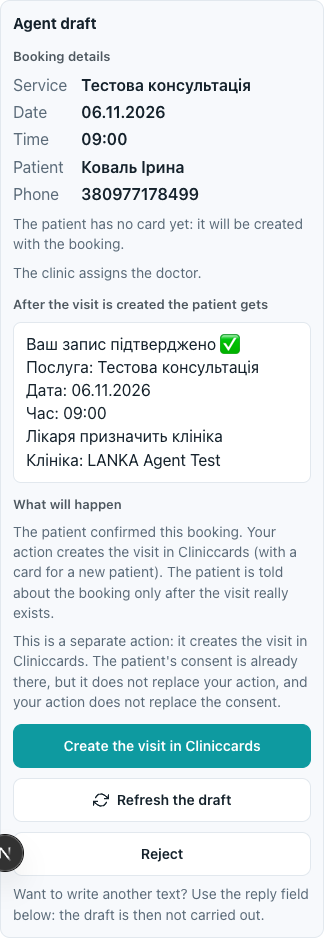 Agent draft
Booking details
Service Тестова консультація
Date 06.11.2026
Time 09:00
Patient Коваль Ірина
Phone 380977178499
The patient has no card yet: it will be created
with the booking.
The clinic assigns the doctor.
After the visit is created the patient gets
Ваш запис підтверджено ✅
Послуга: Тестова консультація
Дата: 06.11.2026
Час: 09:00
Лікаря призначить клініка
Клініка: LANKA Agent Test
What will happen
The patient confirmed this booking. Your
action creates the visit in Cliniccards (with a
card for a new patient). The patient is told
about the booking only after the visit really
exists.
This is a separate action: it creates the visit in
Cliniccards. The patient's consent is already
there, but it does not replace your action, and
your action does not replace the consent.
Create the visit in Cliniccards
Refresh the draft
N
Reject
Want to write another text? Use the reply field
below: the draft is then not carried out.